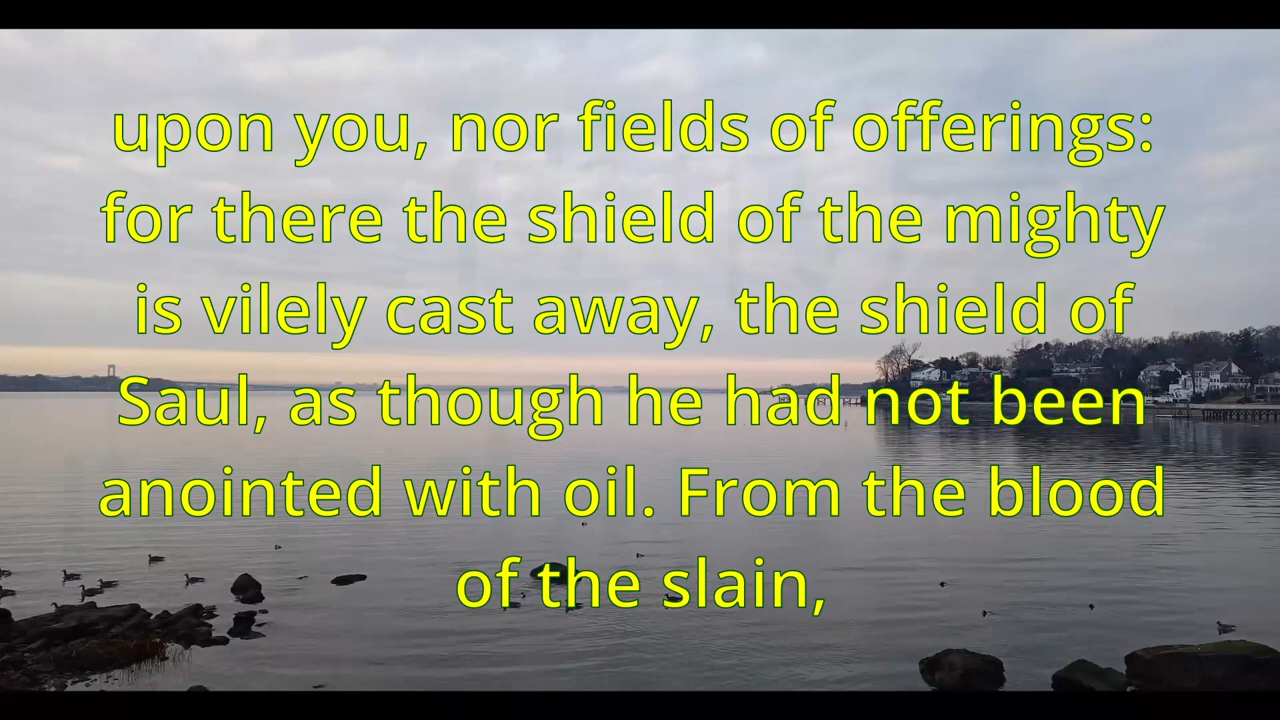 upon you, nor fields of offerings:
for there the shield of the mighty
is vilely cast away, the shield of
Saul, as though he had not been
anointed with oil. From the blood
of the slain,